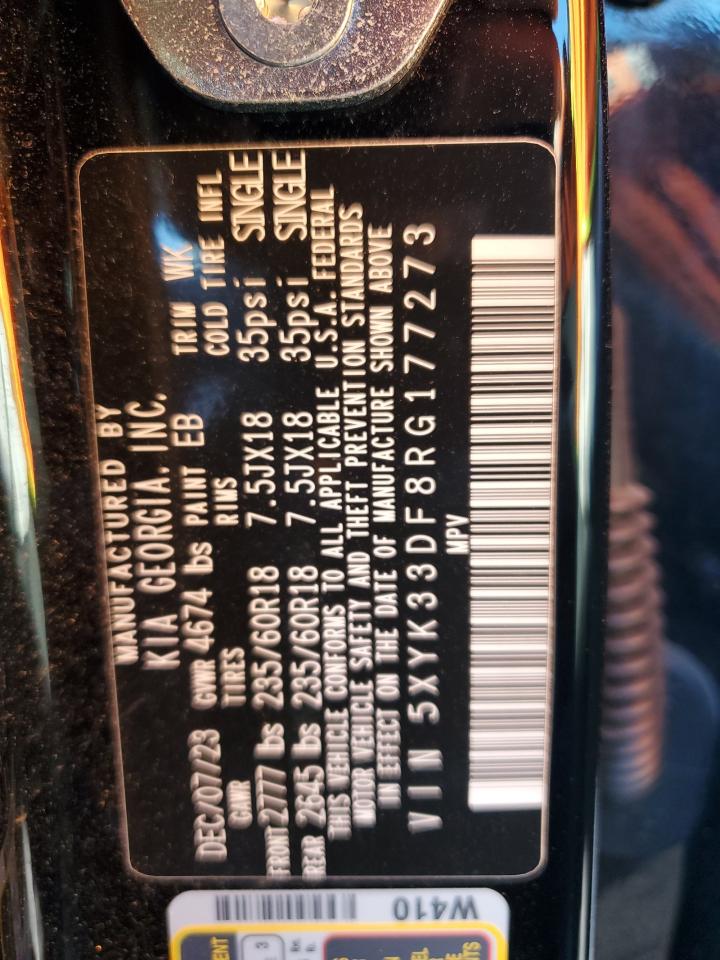 MANUFACTURED BY
KIA GEORGIA. INC.
DEC/07/23 GVWR 4674 lbs PAINT EB TRIM WK
GAWR TIRES RIMS COLD TIRE INFL
FRONT 2777 lbs 235/60R18 7.5JX18 35psi SINGLE
REAR 2645 lbs 235/60R18 7.5JX18 35psi SINGLE
THIS VEHICLE CONFORMS TO ALL APPLICABLE U.S.A. FEDERAL
MOTOR VEHICLE SAFETY AND THEFT PREVENTION STANDARDS
IN EFFECT ON THE DATE OF MANUFACTURE SHOWN ABOVE
VIN 5XYK33DF8RG177273
MPV
W410